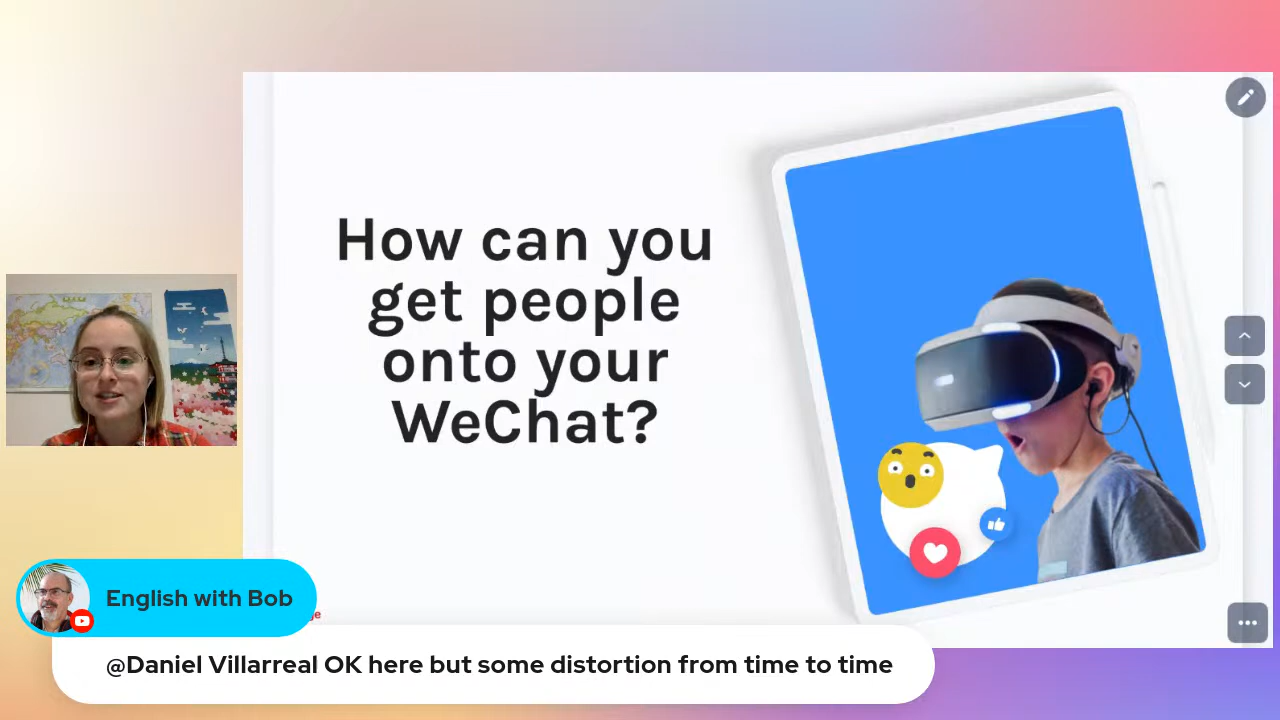 How can you
get people
onto your
WeChat?
English with Bob
@Daniel Villarreal OK here but some distortion from time to time